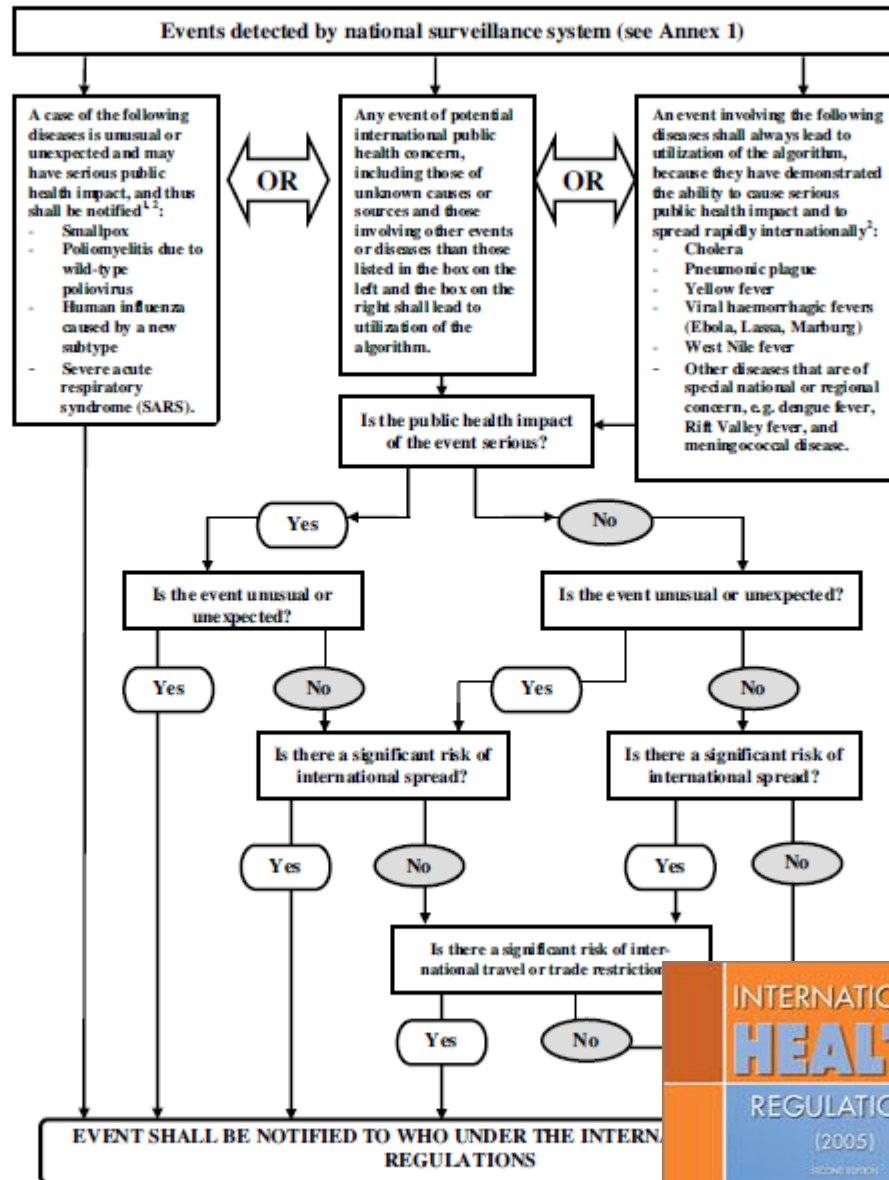 Events detected by national surveillance system (see Annex 1)
A case of the following
diseases is unusual or
unexpected and may
have serious public
health impact, and thus
shall be notified1, 2:
- Smallpox
- Poliomyelitis due to
wild-type
poliovirus
- Human influenza
caused by a new
subtype
- Severe acute
respiratory
syndrome (SARS).
OR
Any event of potential
international public
health concern,
including those of
unknown causes or
sources and those
involving other events
or diseases than those
listed in the box on the
left and the box on the
right shall lead to
utilization of the
algorithm.
OR
An event involving the following
diseases shall always lead to
utilization of the algorithm,
because they have demonstrated
the ability to cause serious
public health impact and to
spread rapidly internationally2:
- Cholera
- Pneumonic plague
- Yellow fever
- Viral haemorrhagic fevers
(Ebola, Lassa, Marburg)
- West Nile fever
- Other diseases that are of
special national or regional
concern, e.g. dengue fever,
Rift Valley fever, and
meningococcal disease.
Is the public health impact
of the event serious?
Yes
No
Is the event unusual or
unexpected?
Is the event unusual or unexpected?
Yes
No
Yes
No
Is there a significant risk of
international spread?
Is there a significant risk of
international spread?
Yes
No
Yes
No
Is there a significant risk of inter-
national travel or trade restriction
Yes
No
EVENT SHALL BE NOTIFIED TO WHO UNDER THE INTERNA
REGULATIONS
INTERNATIO
HEAL
REGULATIO
(2005)
SECOND EDITION